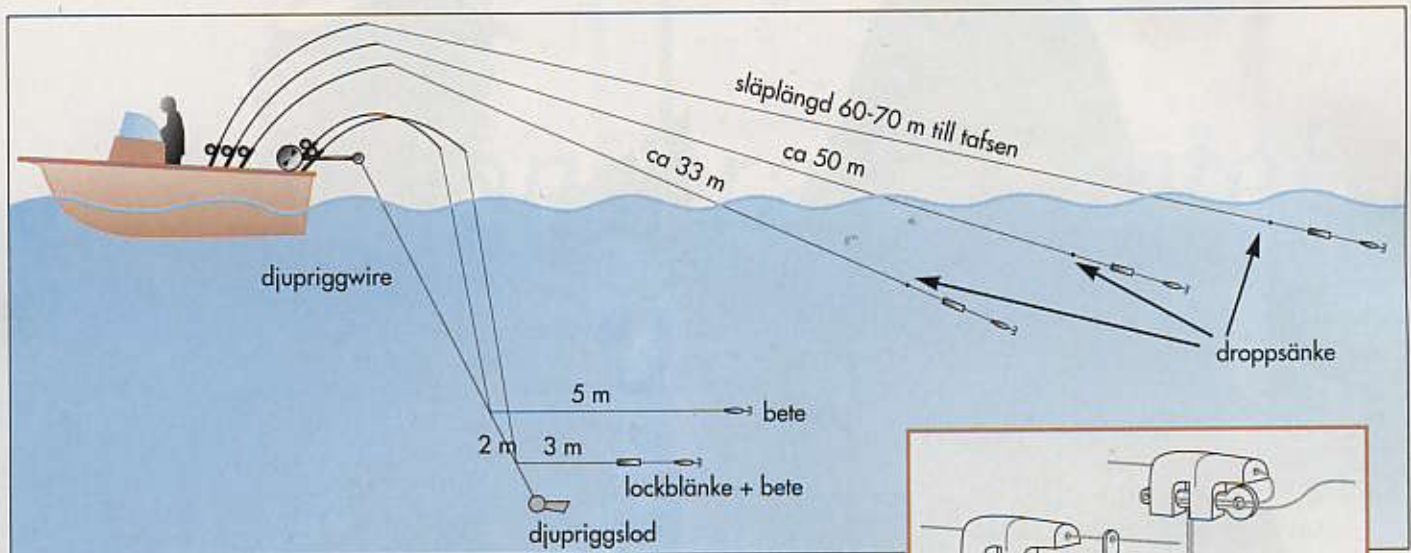 släplängd 60-70 m till tafsen
ca 50 m
ca 33 m
djupriggwire
droppsänke
5 m
bete
2 m
3 m
lockblänke + bete
djupriggslod